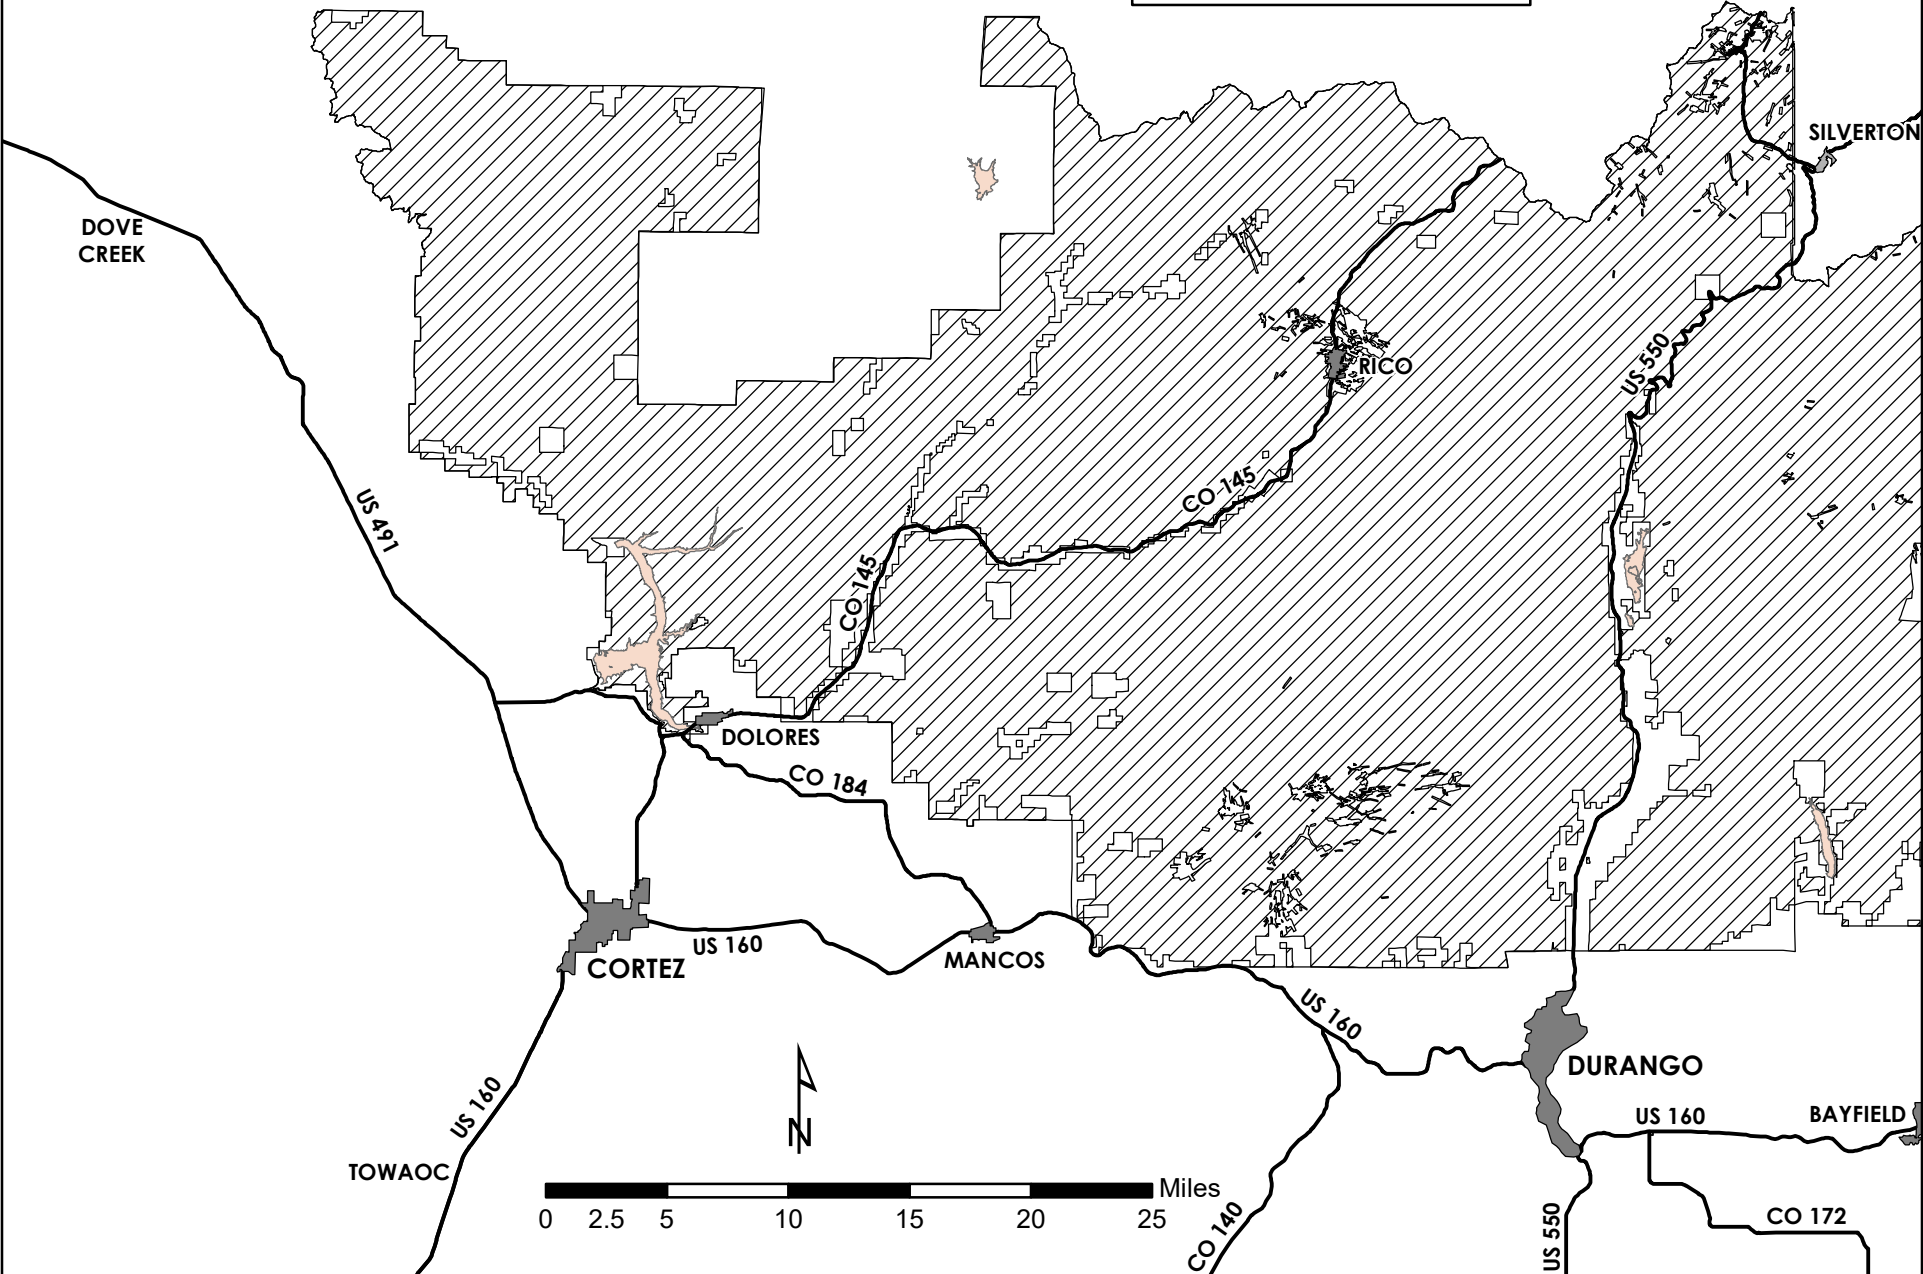 SILVERTON
DOVE
CREEK
US 550
RICO
CO 145
US 491
CO 145
DOLORES
CO 184
US 160
MANCOS
CORTEZ
US 160
DURANGO
US 160
BAYFIELD
US 160
N
TOWAOC
Miles
0 2.5 5 10 15 20 25
CO 140
US 550
CO 172